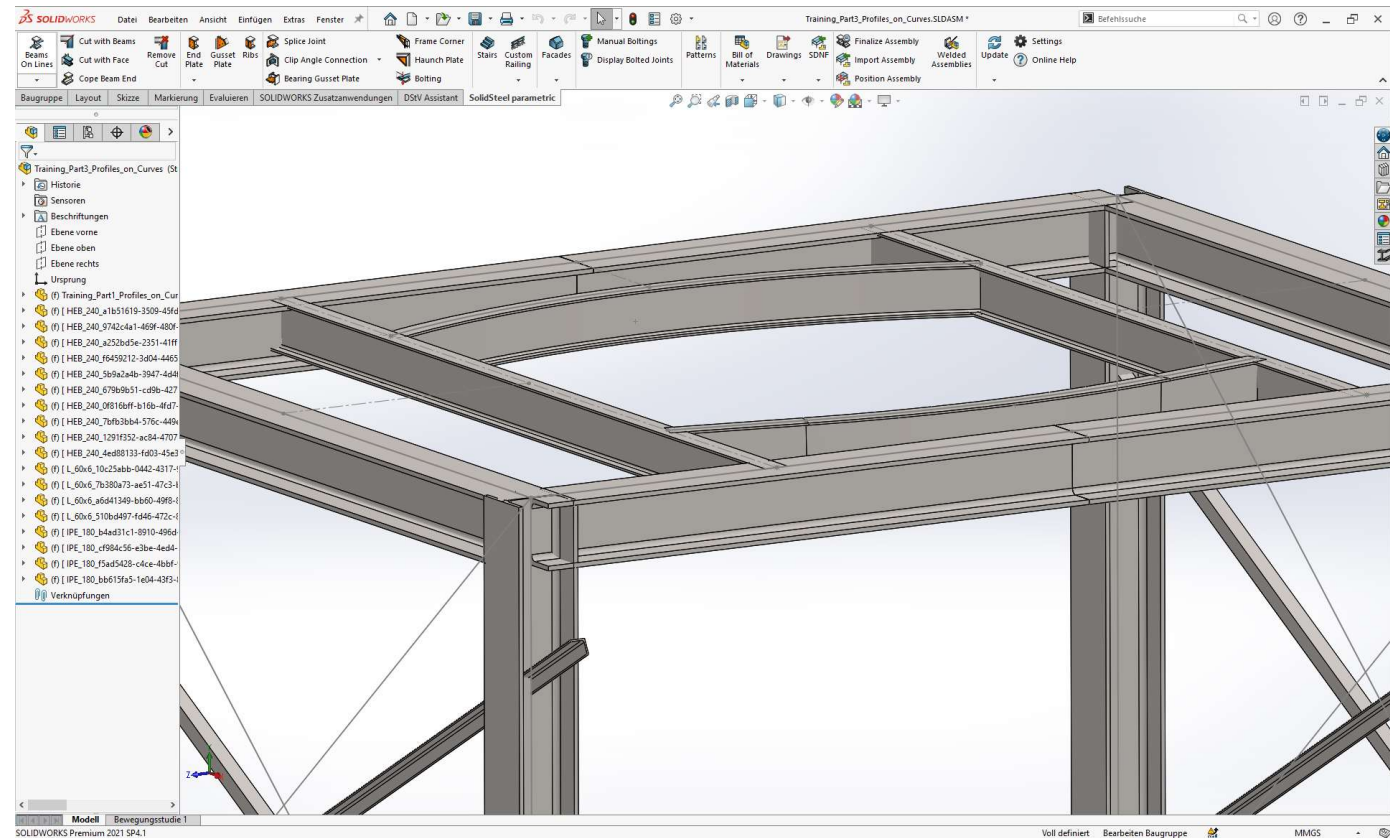 SOLIDWORKS Datei Bearbeiten Ansicht Einfügen Extras Fenster Training_Part3_Profiles_on_Curves.SLDASM * Befehlssuche
Beams On Lines
Cut with Beams
Cut with Face
Cope Beam End
Remove Cut
End Plate
Gusset Plate
Ribs
Splice Joint
Clip Angle Connection
Bearing Gusset Plate
Frame Corner
Haunch Plate
Bolting
Stairs
Custom Railing
Facades
Manual Boltings
Display Bolted Joints
Patterns
Bill of Materials
Drawings
SDNF
Finalize Assembly
Import Assembly
Position Assembly
Welded Assemblies
Update
Settings
Online Help
Baugruppe Layout Skizze Markierung Evaluieren SOLIDWORKS Zusatzanwendungen DStV Assistant SolidSteel parametric
Training_Part3_Profiles_on_Curves (St
Historie
Sensoren
Beschriftungen
Ebene vorne
Ebene oben
Ebene rechts
Ursprung
(f) Training_Part1_Profiles_on_Cur
(f) [ HEB_240_a1b51619-3509-45fd
(f) [ HEB_240_9742c4a1-469f-480f-
(f) [ HEB_240_a252bd5e-2351-41ff
(f) [ HEB_240_f6459212-3d04-4465
(f) [ HEB_240_5b9a2a4b-3947-4d4
(f) [ HEB_240_679b9b51-cd9b-427
(f) [ HEB_240_0f816bff-b16b-4fd7-
(f) [ HEB_240_7bfb3bb4-576c-449
(f) [ HEB_240_1291f352-ac84-4707
(f) [ HEB_240_4ed88133-fd03-45e3
(f) [ L_60x6_10c25abb-0442-4317-
(f) [ L_60x6_7b380a73-ae51-47c3-
(f) [ L_60x6_a6d41349-bb60-49f8-
(f) [ L_60x6_510bd497-fd46-472c-
(f) [ IPE_180_b4ad31c1-8910-496d
(f) [ IPE_180_cf984c56-e3be-4ed4-
(f) [ IPE_180_f5ad5428-c4ce-4bbf-
(f) [ IPE_180_bb615fa5-1e04-43f3-
Verknüpfungen
Z
Modell Bewegungsstudie 1
SOLIDWORKS Premium 2021 SP4.1 Voll definiert Bearbeiten Baugruppe MMGS